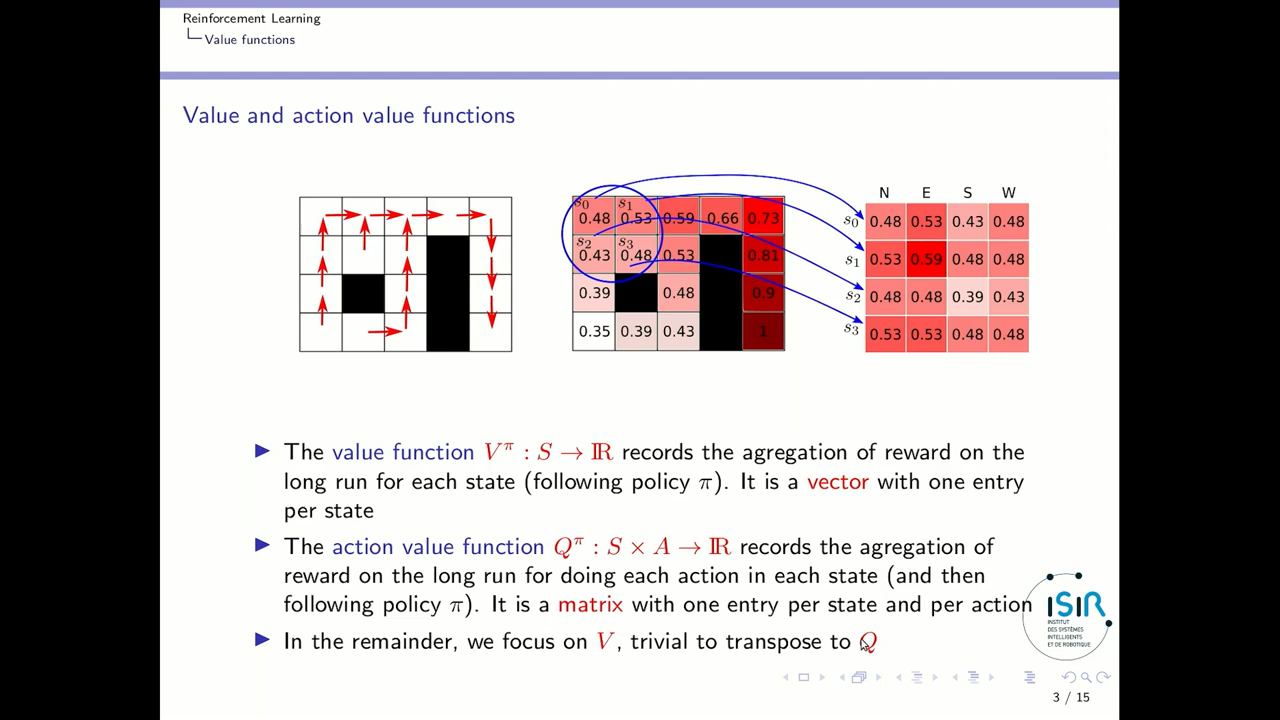 Reinforcement Learning
Value functions
Value and action value functions
s0 s1
0.48 0.53 0.59 0.66 0.73
s2 s3
0.43 0.48 0.53 0.81
0.39 0.48 0.9
0.35 0.39 0.43 1
N E S W
s0 0.48 0.53 0.43 0.48
s1 0.53 0.59 0.48 0.48
s2 0.48 0.48 0.39 0.43
s3 0.53 0.53 0.48 0.48
The value function V^π : S → ℝ records the agregation of reward on the
long run for each state (following policy π). It is a vector with one entry
per state
The action value function Q^π : S × A → ℝ records the agregation of
reward on the long run for doing each action in each state (and then
following policy π). It is a matrix with one entry per state and per action
In the remainder, we focus on V, trivial to transpose to Q
ISIR
INSTITUT
DES SYSTÈMES
INTELLIGENTS
ET DE ROBOTIQUE
3 / 15